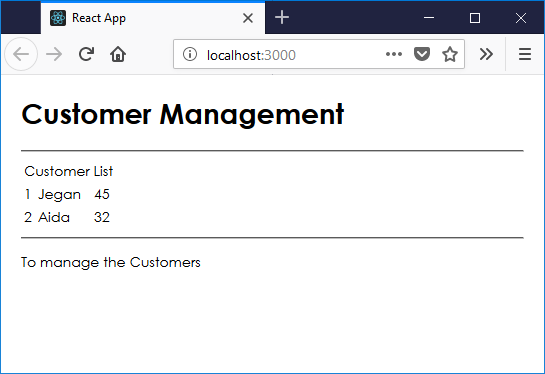 React App
localhost:3000
Customer Management
Customer List
1 Jegan 45
2 Aida 32
To manage the Customers